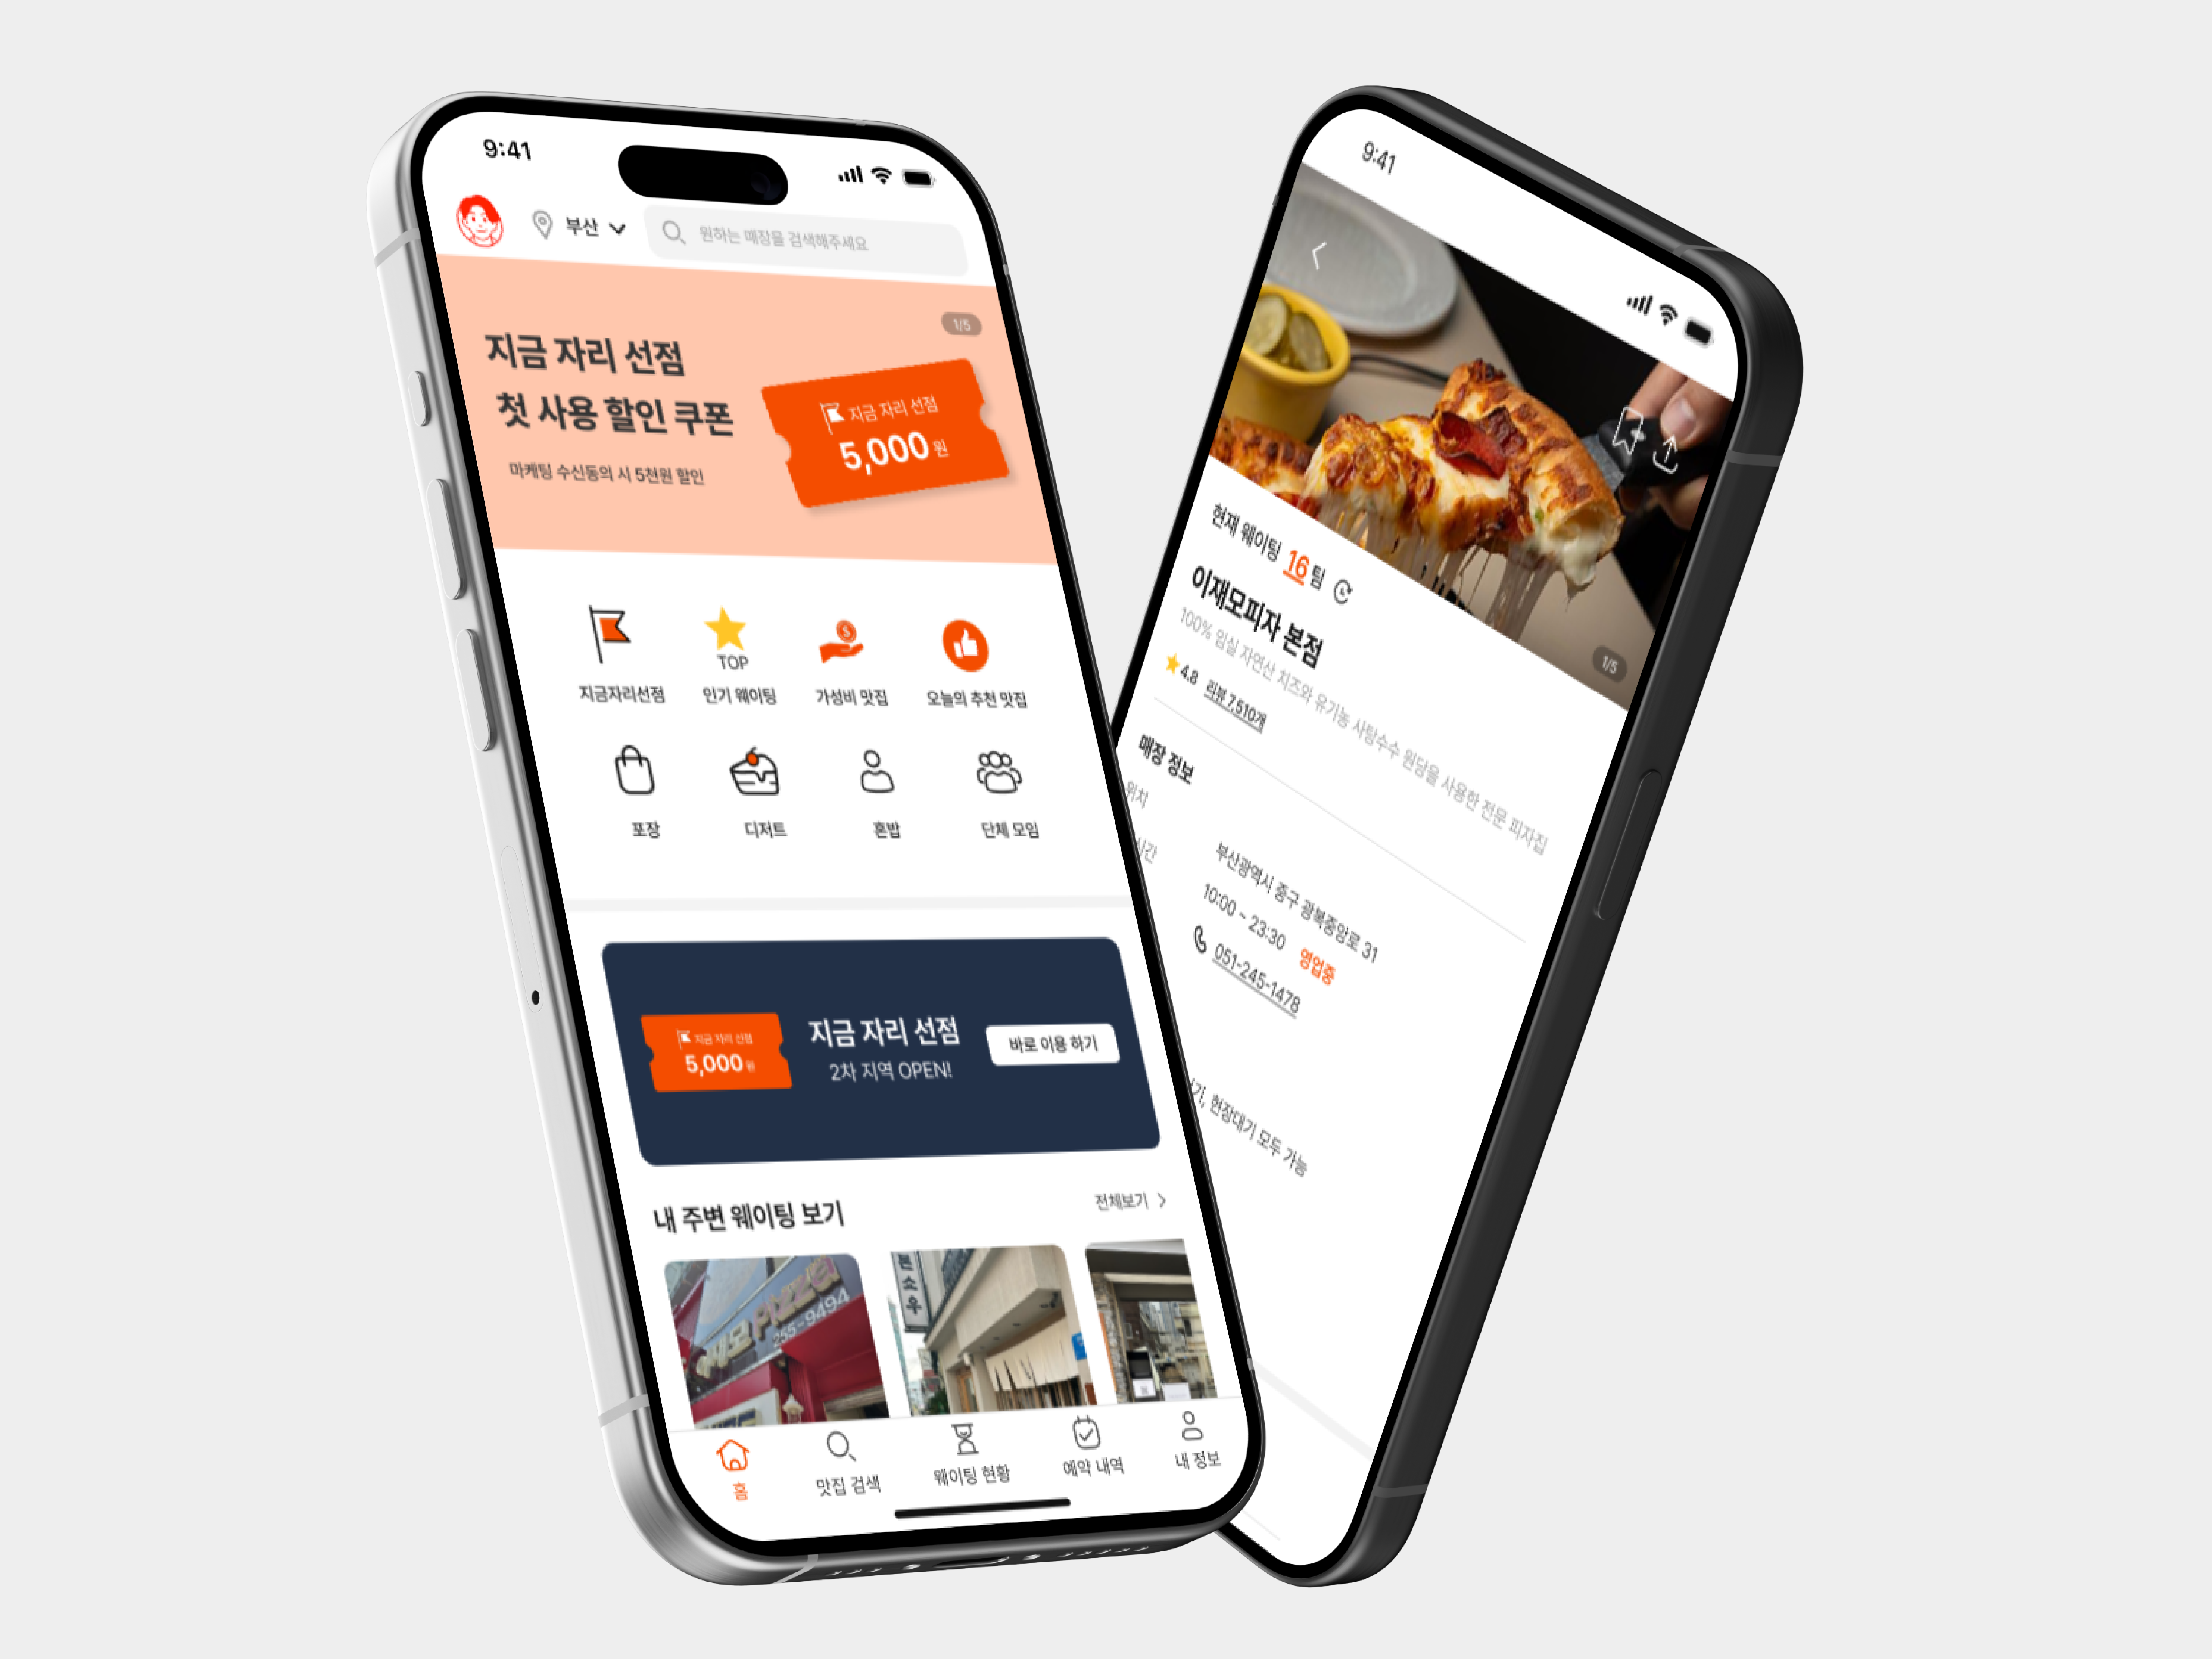 9:41
부산
원하는 매장을 검색해주세요
1/5
지금 자리 선점
첫 사용 할인 쿠폰
마케팅 수신동의 시 5천원 할인
지금 자리 선점
5,000 원
지금자리선점
TOP
인기 웨이팅
가성비 맛집
오늘의 추천 맛집
포장
디저트
혼밥
단체 모임
지금 자리 선점
5,000 원
지금 자리 선점
2차 지역 OPEN!
바로 이용 하기
내 주변 웨이팅 보기
전체보기
PIZZA
255-9494
본소우
홈
맛집 검색
웨이팅 현황
예약 내역
내 정보
9:41
1/5
현재 웨이팅 16 팀
이재모피자 본점
100% 임실 자연산 치즈와 유기농 사탕수수 원당을 사용한 전문 피자집
4.8 리뷰 7,510개
매장 정보
위치
부산광역시 중구 광복중앙로 31
시간
10:00 ~ 23:30 영업중
051-245-1478
현장대기 모두 가능